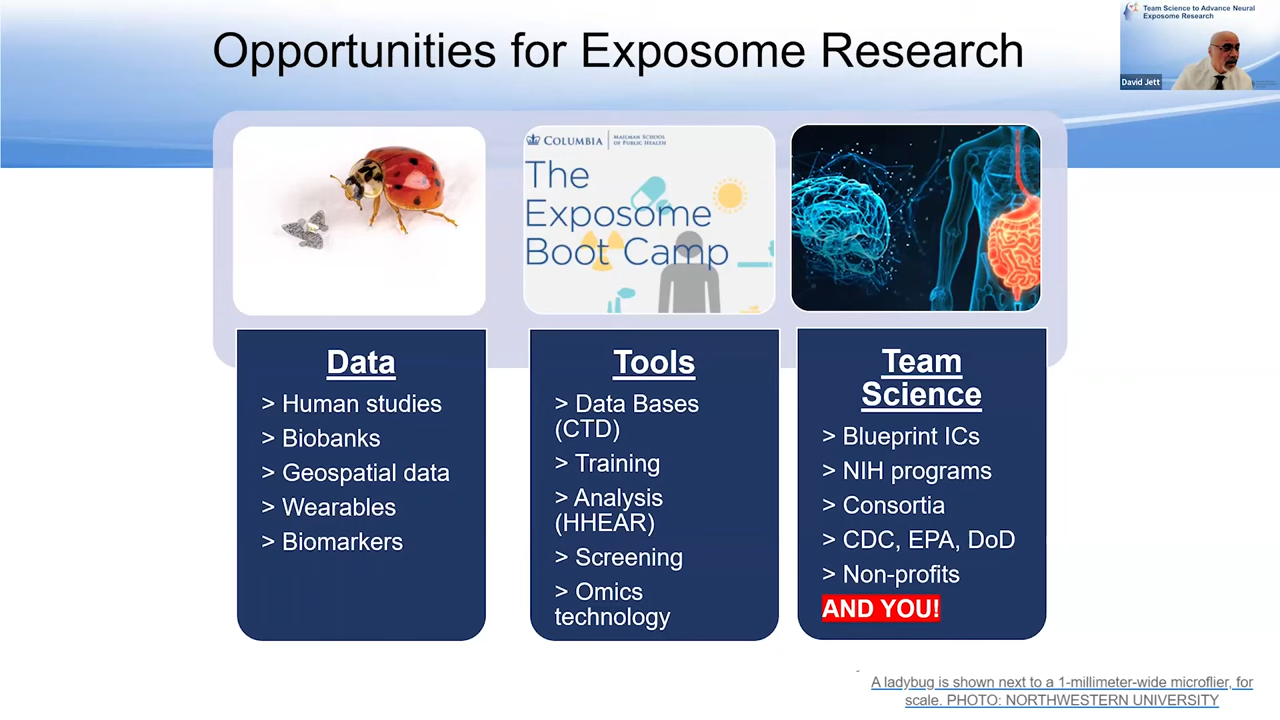 Opportunities for Exposome Research
Team Science to Advance Neural
Exposome Research
David Jett
COLUMBIA
MAILMAN SCHOOL
OF PUBLIC HEALTH
The
Exposome
Boot Camp
Data
> Human studies
> Biobanks
> Geospatial data
> Wearables
> Biomarkers
Tools
> Data Bases
(CTD)
> Training
> Analysis
(HHEAR)
> Screening
> Omics
technology
Team
Science
> Blueprint ICs
> NIH programs
> Consortia
> CDC, EPA, DoD
> Non-profits
AND YOU!
A ladybug is shown next to a 1-millimeter-wide microflier, for
scale. PHOTO: NORTHWESTERN UNIVERSITY